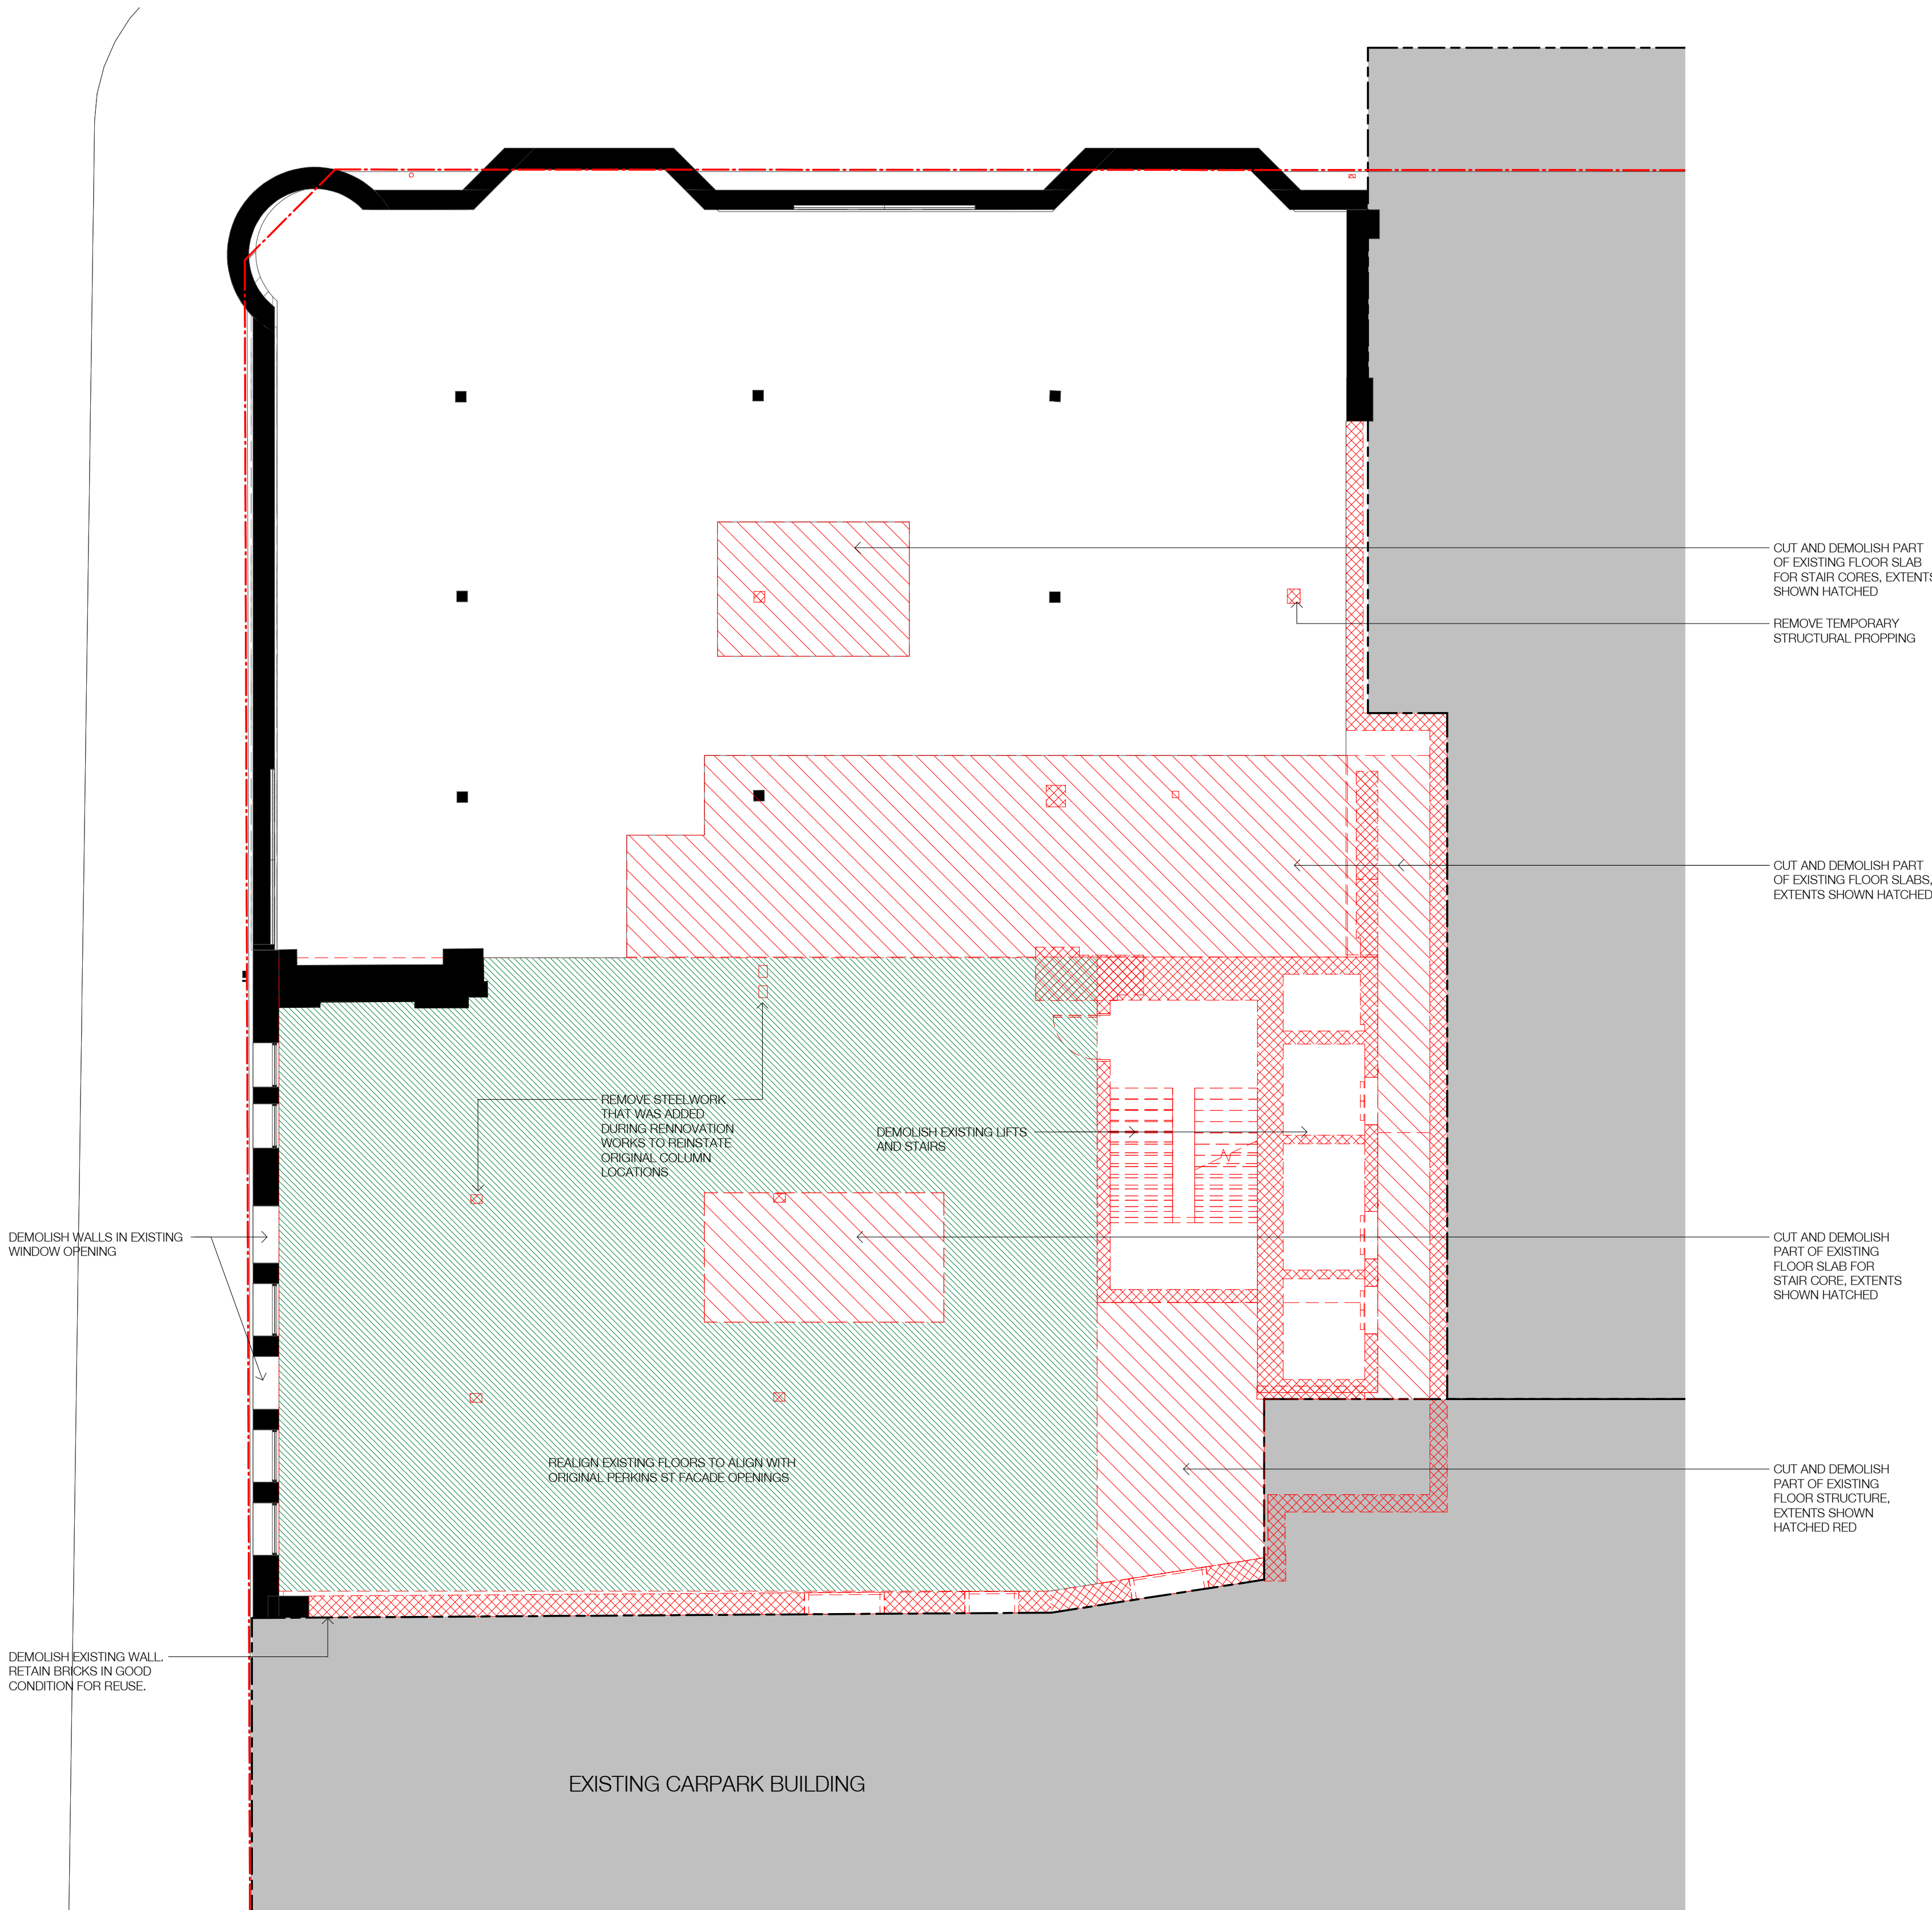 CUT AND DEMOLISH PART
OF EXISTING FLOOR SLAB
FOR STAIR CORES, EXTENTS
SHOWN HATCHED
REMOVE TEMPORARY
STRUCTURAL PROPPING
CUT AND DEMOLISH PART
OF EXISTING FLOOR SLABS,
EXTENTS SHOWN HATCHED
REMOVE STEELWORK
THAT WAS ADDED
DURING RENNOVATION
WORKS TO REINSTATE
ORIGINAL COLUMN
LOCATIONS
DEMOLISH EXISTING LIFTS
AND STAIRS
DEMOLISH WALLS IN EXISTING
WINDOW OPENING
CUT AND DEMOLISH
PART OF EXISTING
FLOOR SLAB FOR
STAIR CORE, EXTENTS
SHOWN HATCHED
REALIGN EXISTING FLOORS TO ALIGN WITH
ORIGINAL PERKINS ST FACADE OPENINGS
CUT AND DEMOLISH
PART OF EXISTING
FLOOR STRUCTURE,
EXTENTS SHOWN
HATCHED RED
DEMOLISH EXISTING WALL.
RETAIN BRICKS IN GOOD
CONDITION FOR REUSE.
EXISTING CARPARK BUILDING